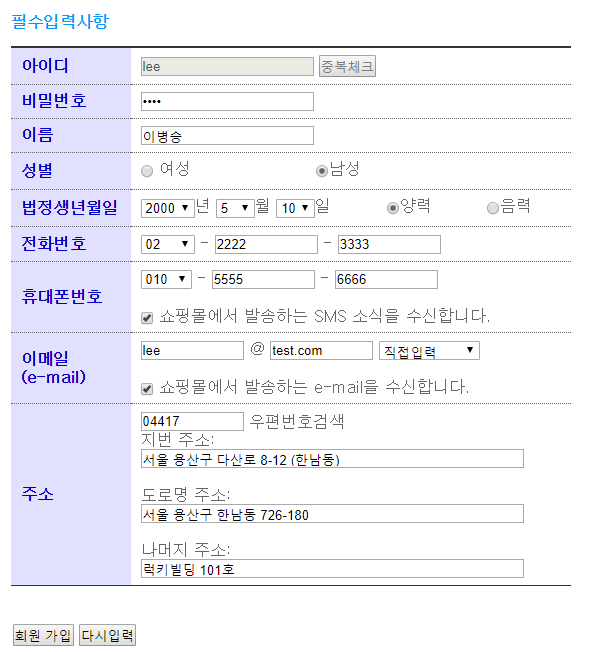 필수입력사항
아이디 lee 중복체크
비밀번호 ••••
이름 이병승
성별 여성 남성
법정생년월일 2000 년 5 월 10 일 양력 음력
전화번호 02 - 2222 - 3333
휴대폰번호 010 - 5555 - 6666
쇼핑몰에서 발송하는 SMS 소식을 수신합니다.
이메일
(e-mail) lee @ test.com 직접입력
쇼핑몰에서 발송하는 e-mail을 수신합니다.
주소 04417 우편번호검색
지번 주소:
서울 용산구 다산로 8-12 (한남동)
도로명 주소:
서울 용산구 한남동 726-180
나머지 주소:
럭키빌딩 101호
회원 가입 다시입력